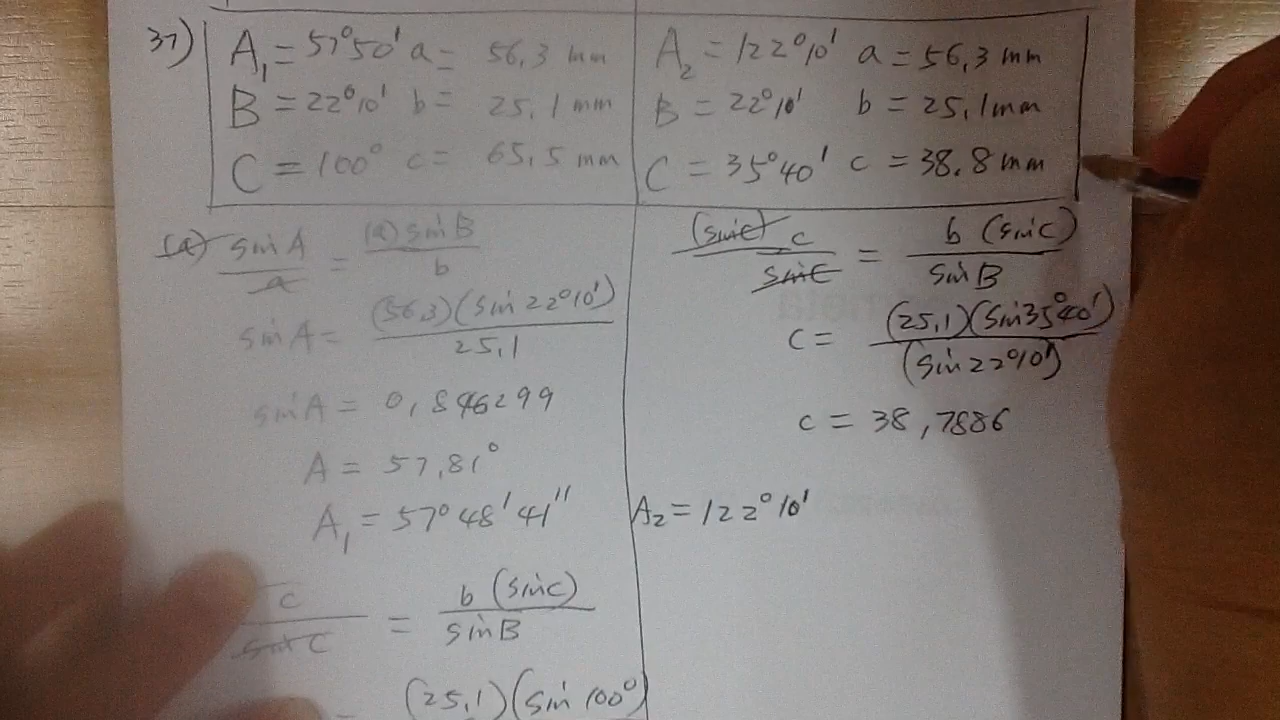 37)
A₁ = 57°50' a = 56,3 mm
B = 22°10' b = 25,1 mm
C = 100° c = 65,5 mm
A₂ = 122°10' a = 56,3 mm
B = 22°10' b = 25,1 mm
C = 35°40' c = 38.8 mm
(a) sin A / a = (a) sin B / b
sin A = (56,3)(sin 22°10') / 25,1
sin A = 0,846299
A = 57,81°
A₁ = 57°48'41"
c / sin C = b (sin C) / sin B
(25,1)(sin 100°)
(sin C) c / sin C = b (sin C) / sin B
c = (25,1)(sin 35°40') / (sin 22°10')
c = 38,7886
A₂ = 122°10'